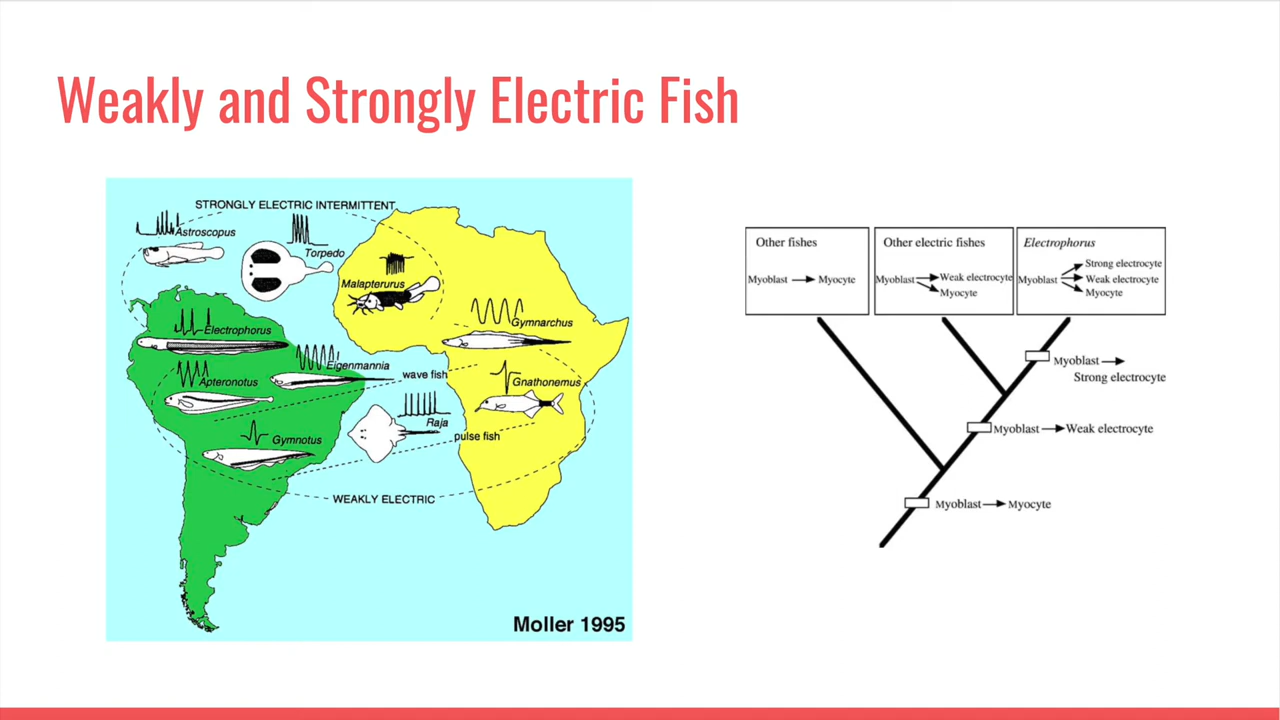 Weakly and Strongly Electric Fish
STRONGLY ELECTRIC INTERMITTENT
Astroscopus
Torpedo
Malapterurus
Gymnarchus
Electrophorus
Eigenmannia
wave fish
Apteronotus
Gnathonemus
Raja
pulse fish
Gymnotus
WEAKLY ELECTRIC
Moller 1995
Other fishes
Myoblast → Myocyte
Other electric fishes
Myoblast → Weak electrocyte
Myocyte
Electrophorus
Strong electrocyte
Myoblast → Weak electrocyte
Myocyte
Myoblast →
Strong electrocyte
Myoblast → Weak electrocyte
Myoblast → Myocyte